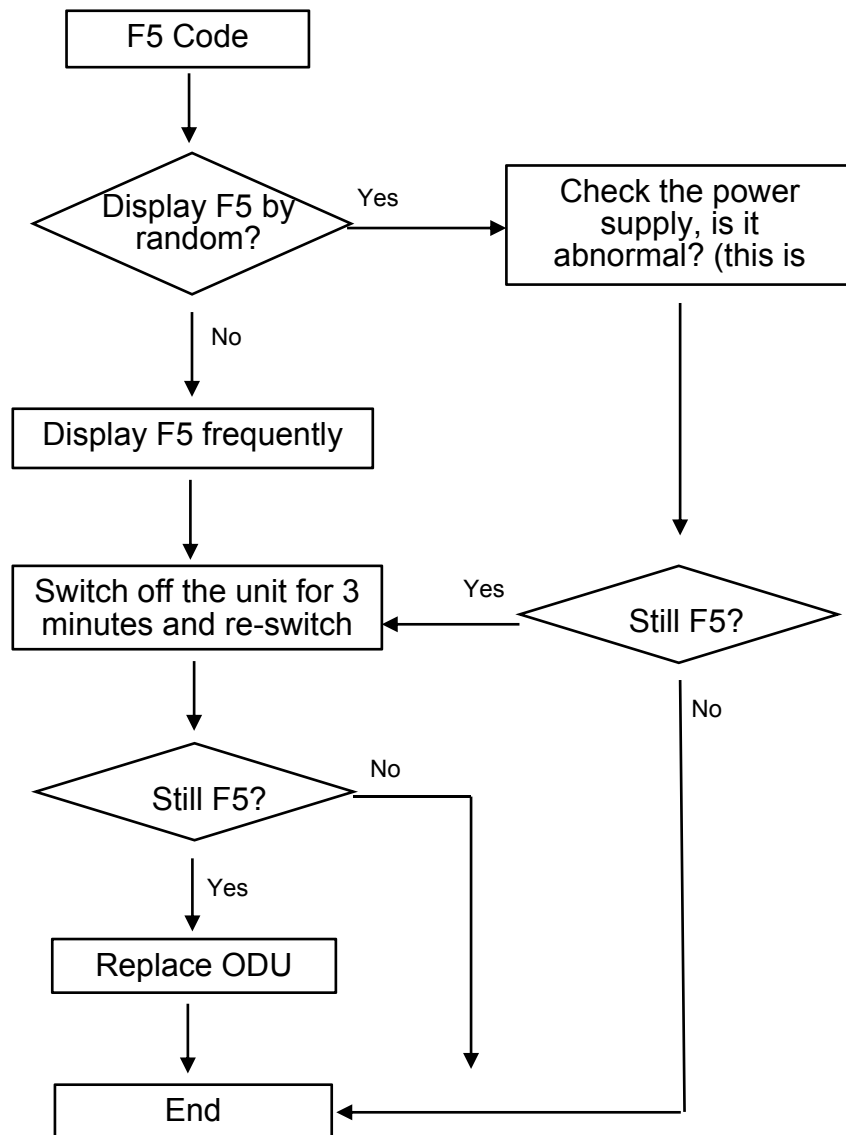 F5 Code
Display F5 by
random?
Yes
Check the power
supply, is it
abnormal? (this is
No
Display F5 frequently
Switch off the unit for 3
minutes and re-switch
Yes
Still F5?
No
Still F5?
No
Yes
Replace ODU
End